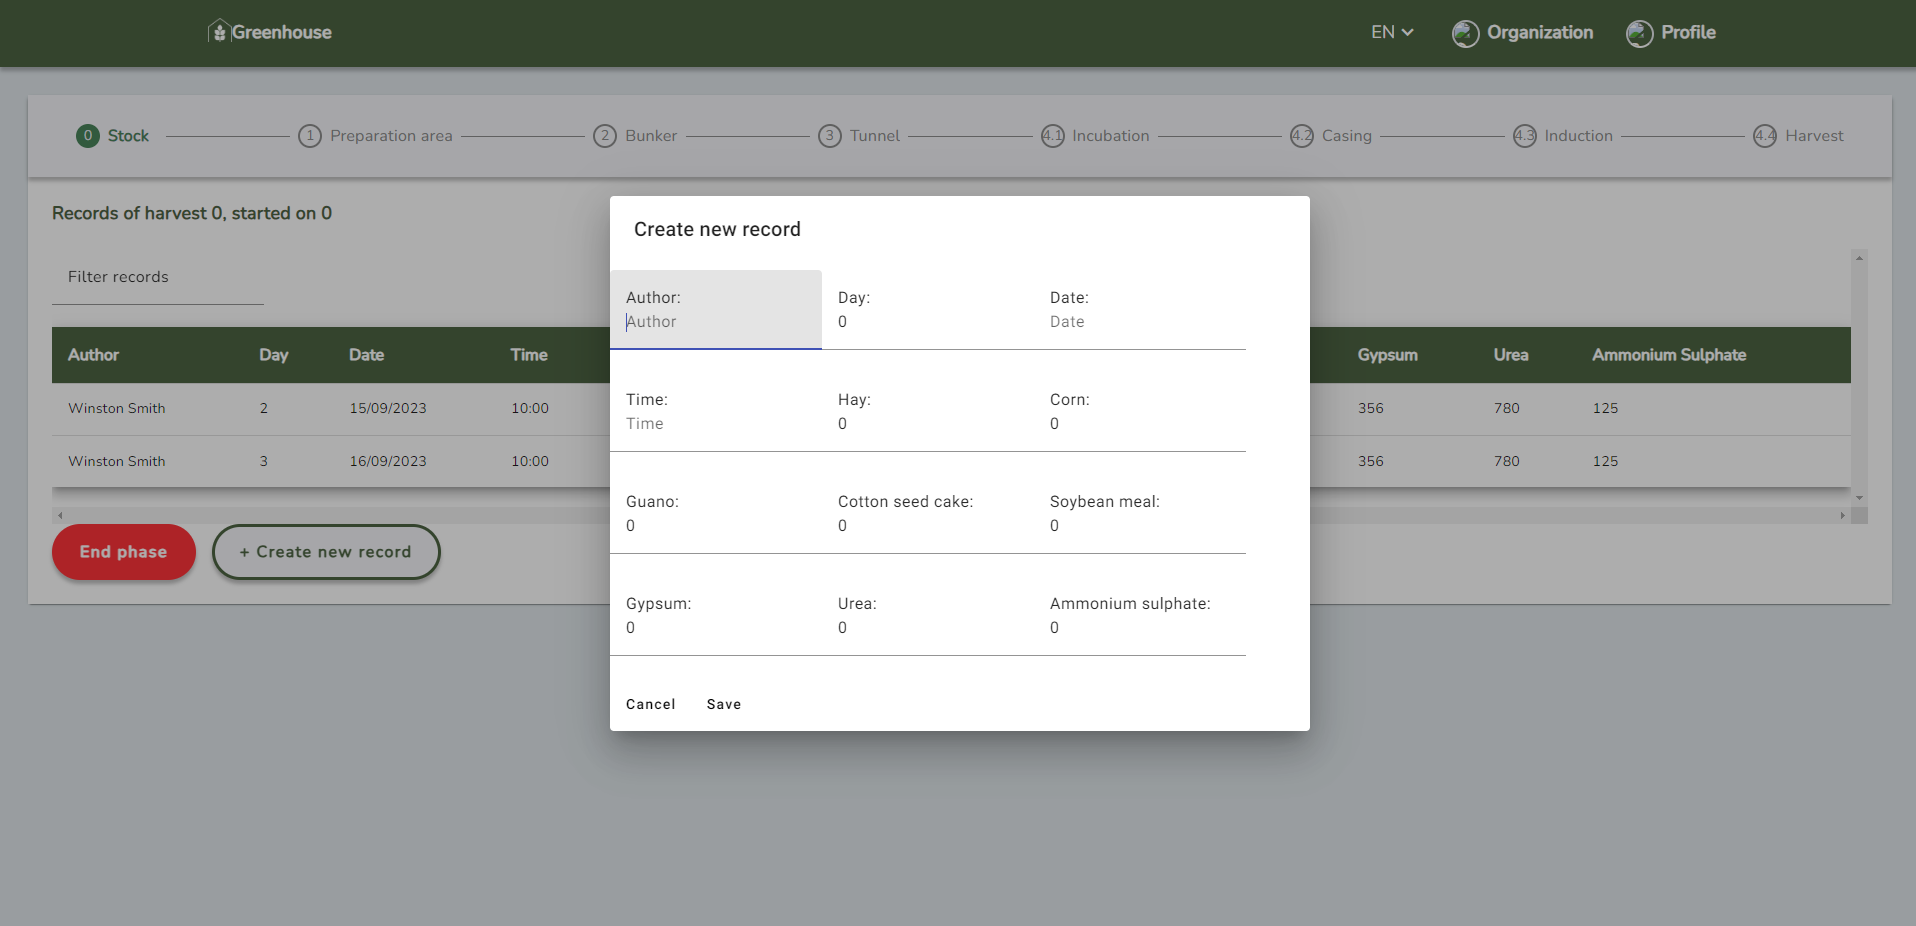 Greenhouse
EN
Organization
Profile
0 Stock
1 Preparation area
2 Bunker
3 Tunnel
4.1 Incubation
4.2 Casing
4.3 Induction
4.4 Harvest
Records of harvest 0, started on 0
Filter records
Author Day Date Time Gypsum Urea Ammonium Sulphate
Winston Smith 2 15/09/2023 10:00 356 780 125
Winston Smith 3 16/09/2023 10:00 356 780 125
End phase
+ Create new record
Create new record
Author: Day: Date:
Author 0 Date
Time: Hay: Corn:
Time 0 0
Guano: Cotton seed cake: Soybean meal:
0 0 0
Gypsum: Urea: Ammonium sulphate:
0 0 0
Cancel Save